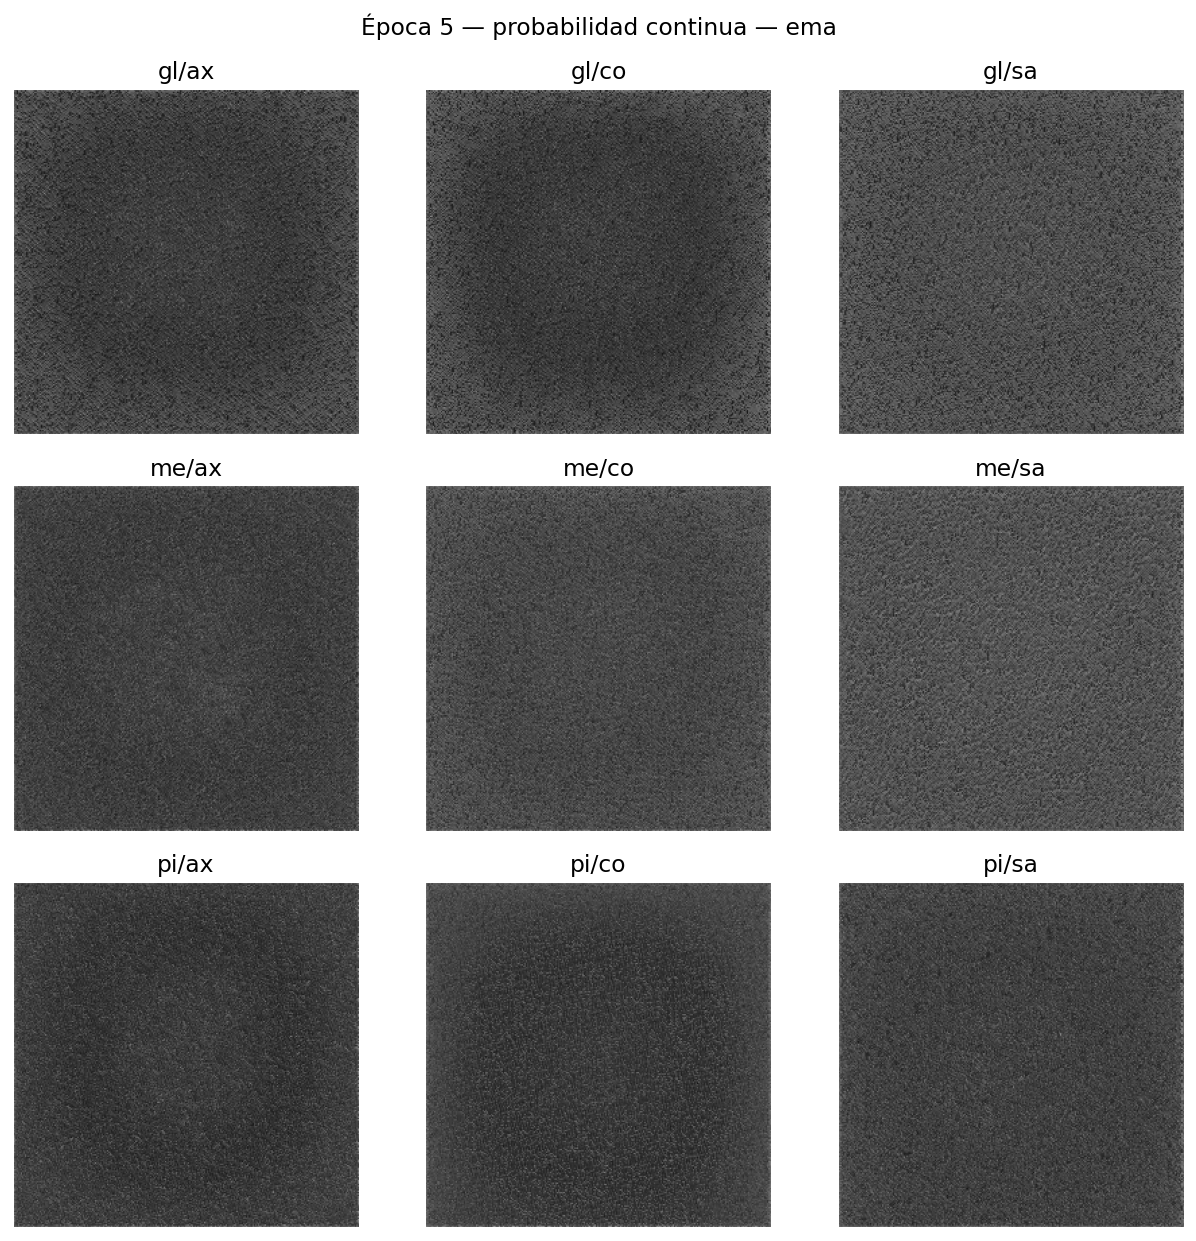 Época 5 — probabilidad continua — ema
gl/ax
gl/co
gl/sa
me/ax
me/co
me/sa
pi/ax
pi/co
pi/sa